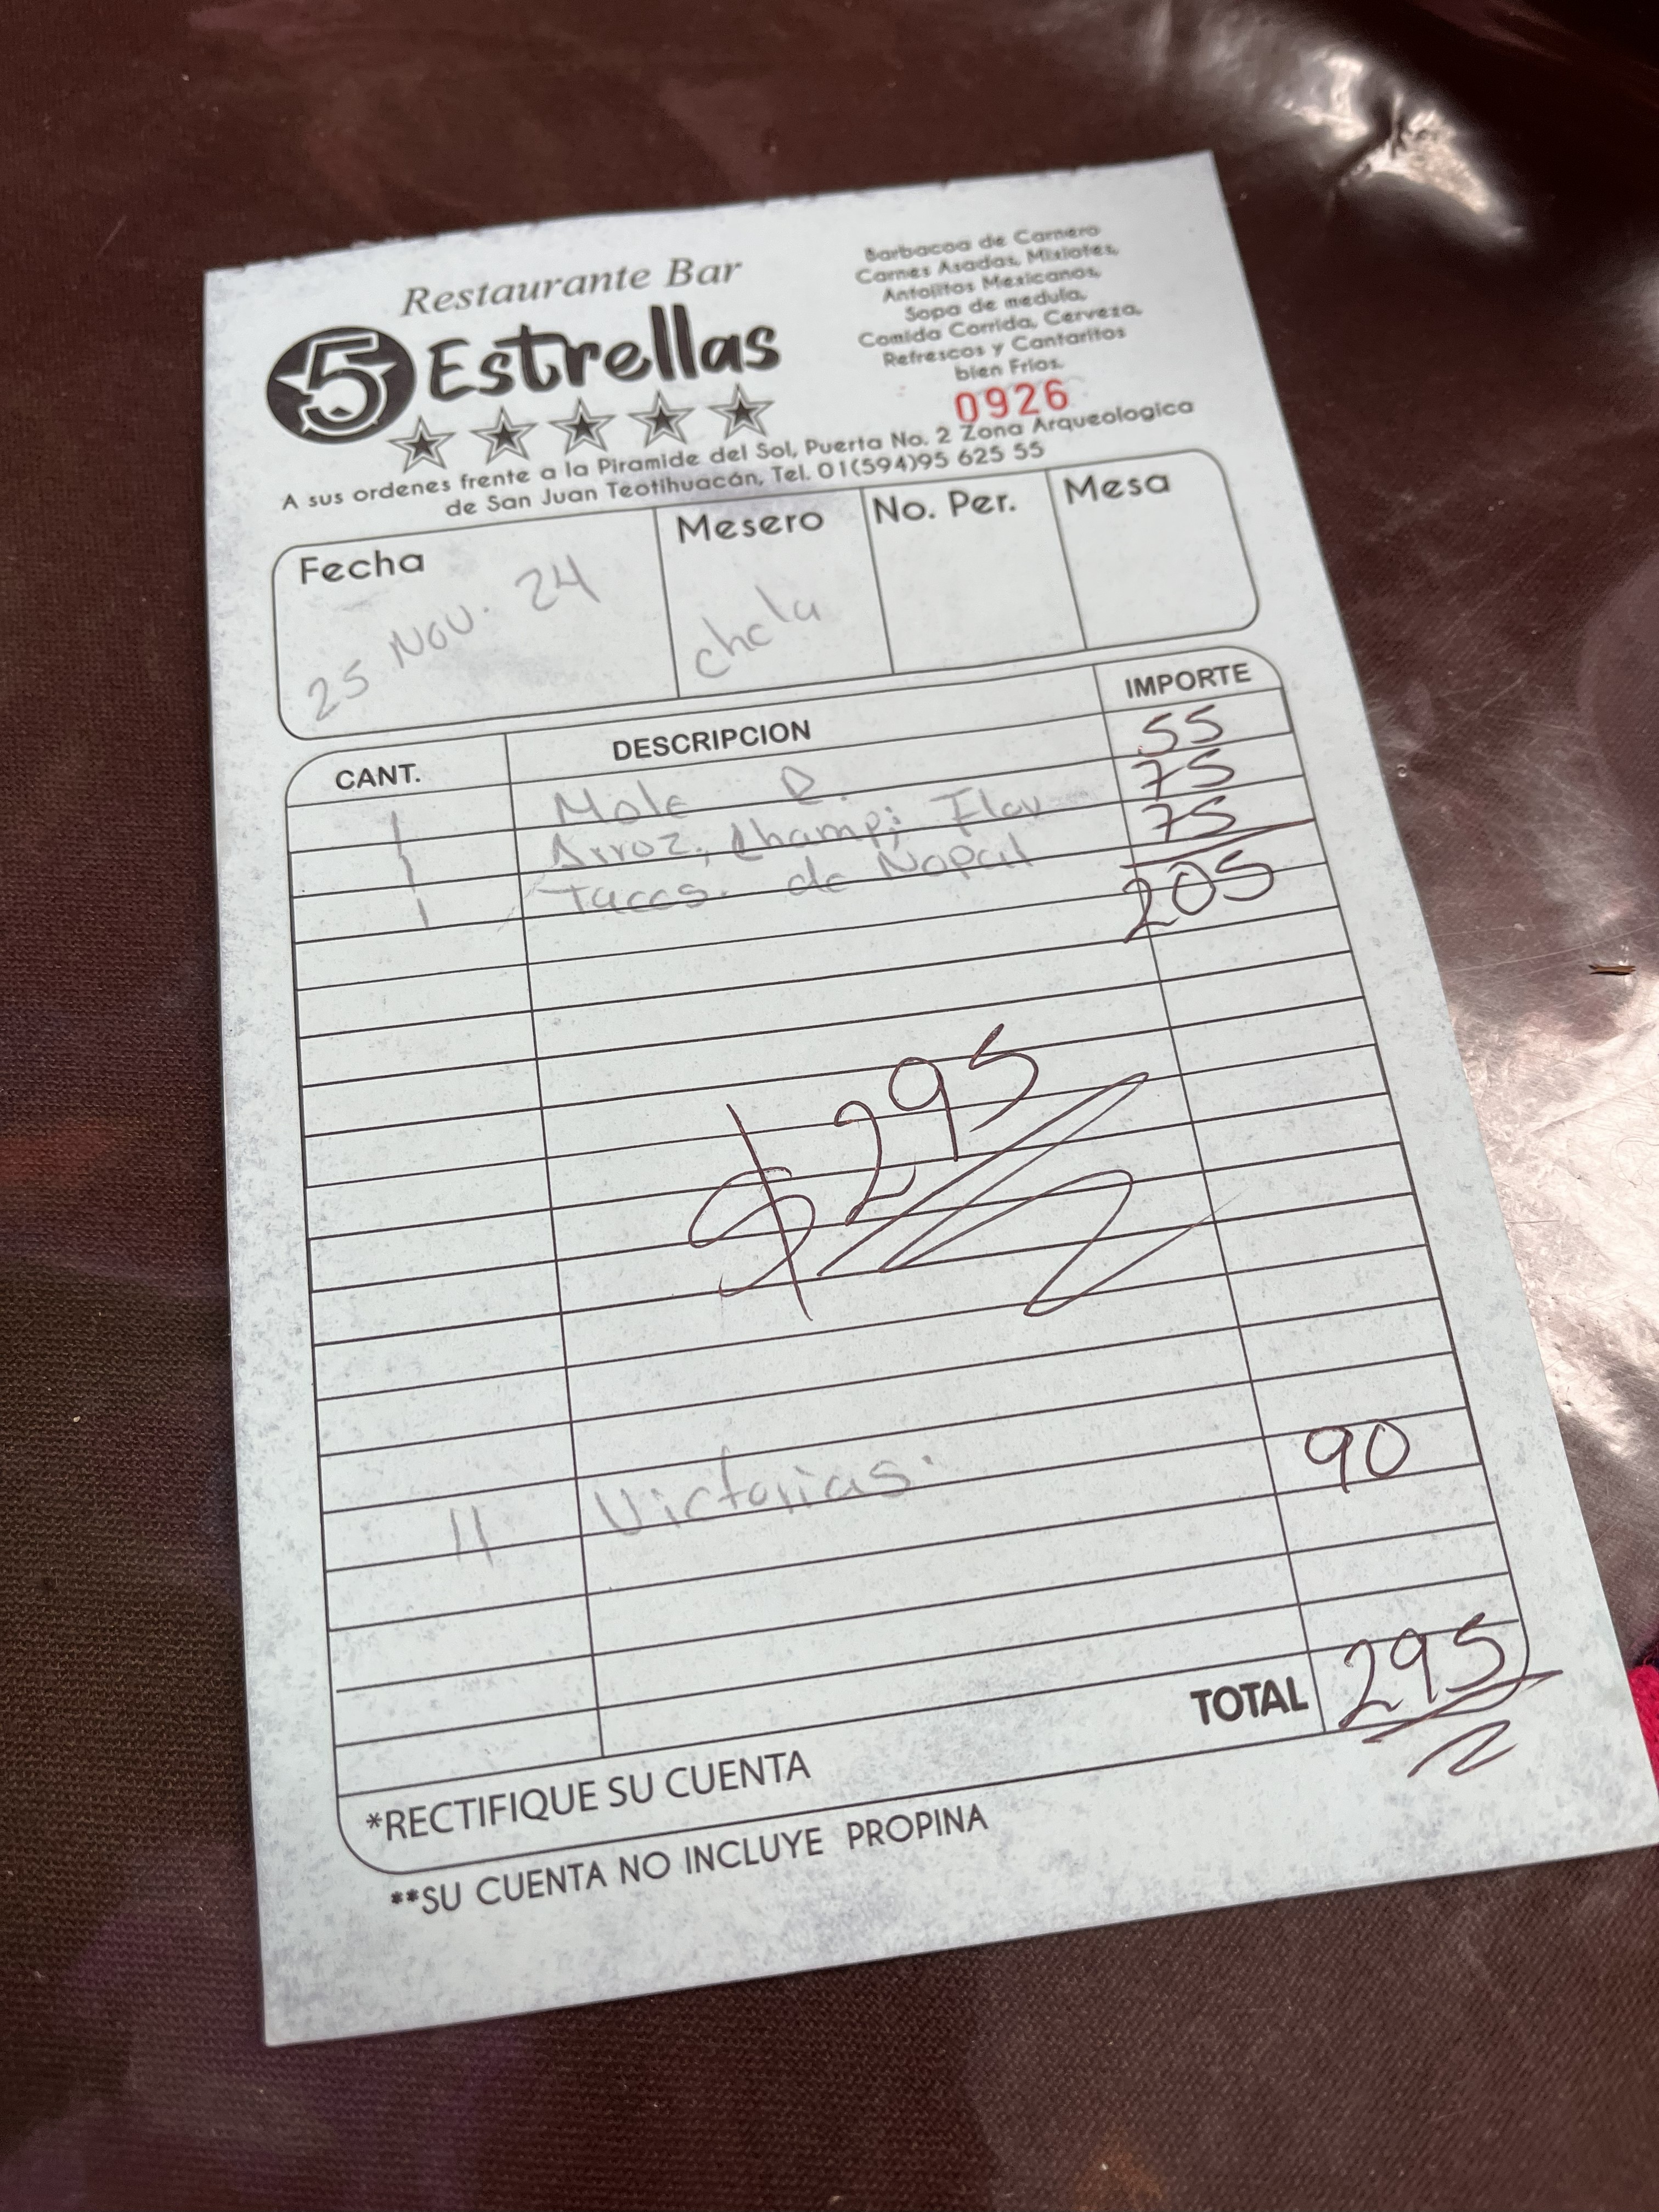 Restaurante Bar
5 Estrellas
Barbacoa de Carnero
Carnes Asadas, Mixiotes,
Antojitos Mexicanos,
Sopa de medula,
Comida Corrida, Cerveza,
Refrescos y Cantaritos
bien Frios.
0926
A sus ordenes frente a la Piramide del Sol, Puerta No. 2 Zona Arqueologica
de San Juan Teotihuacán, Tel. 01(594)95 625 55
Fecha Mesero No. Per. Mesa
25 Nov. 24
CANT. DESCRIPCION IMPORTE
1 Mole 55
1 Arroz, champi 75
1 Tacos. de Nopal 75
205
$295
11 Victorias. 90
TOTAL 295
*RECTIFIQUE SU CUENTA
**SU CUENTA NO INCLUYE PROPINA